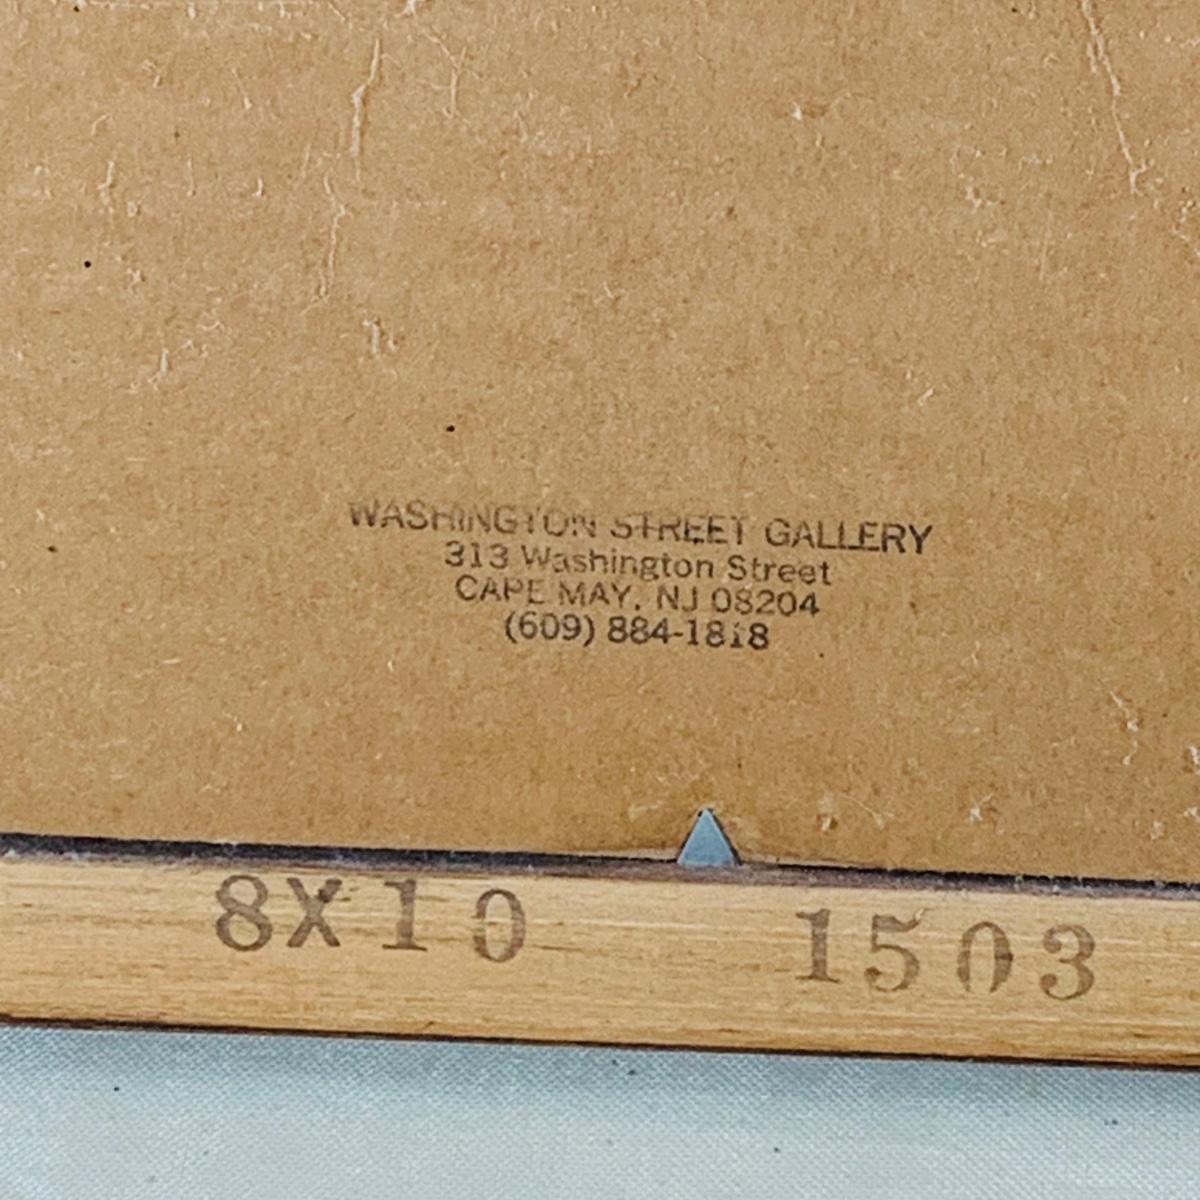 WASHINGTON STREET GALLERY
313 Washington Street
CAPE MAY, NJ 08204
(609) 884-1818
8X10 1503